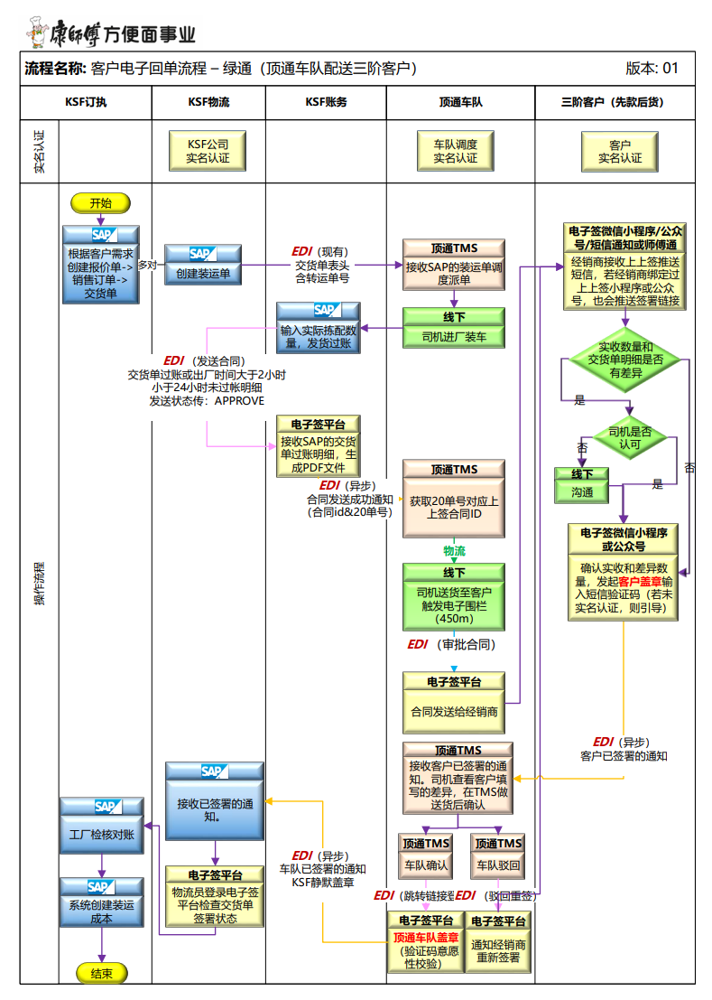 康師傅方便面事业
流程名称: 客户电子回单流程 – 绿通（顶通车队配送三阶客户）
版本: 01
KSF订执
KSF物流
KSF账务
顶通车队
三阶客户（先款后货）
实名认证
KSF公司
实名认证
车队调度
实名认证
客户
实名认证
操作流程
开始
SAP
根据客户需求
创建报价单->
销售订单->
交货单
多对
SAP
创建装运单
EDI（现有）
交货单表头
含转运单号
顶通TMS
接收SAP的装运单调
度派单
线下
司机进厂装车
SAP
输入实际拣配数
量，发货过账
EDI（发送合同）
交货单过账或出厂时间大于2小时
小于24小时未过帐明细
发送状态传：APPROVE
电子签平台
接收SAP的交货
单过账明细，生
成PDF文件
EDI（异步）
合同发送成功通知
（合同id&20单号）
顶通TMS
获取20单号对应上
上签合同ID
物流
线下
司机送货至客户
触发电子围栏
（450m）
EDI （审批合同）
电子签平台
合同发送给经销商
电子签微信小程序/公众
号/短信通知或师傅通
经销商接收上上签推送
短信，若经销商绑定过
上上签小程序或公众
号，也会推送签署链接
实收数量和
交货单明细是否
有差异
是
司机是否
认可
否
否
是
线下
沟通
电子签微信小程序
或公众号
确认实收和差异数
量，发起客户盖章输
入短信验证码（若未
实名认证，则引导）
EDI（异步）
客户已签署的通知
顶通TMS
接收客户已签署的通
知。司机查看客户填
写的差异，在TMS做
送货后确认
顶通TMS
车队确认
顶通TMS
车队驳回
EDI（跳转链接登
EDI （驳回重签）
电子签平台
顶通车队盖章
（验证码意愿
性校验）
电子签平台
通知经销商
重新签署
EDI（异步）
车队已签署的通知
KSF静默盖章
SAP
接收已签署的通
知。
电子签平台
物流员登录电子签
平台检查交货单
签署状态
SAP
工厂检核对账
SAP
系统创建装运
成本
结束